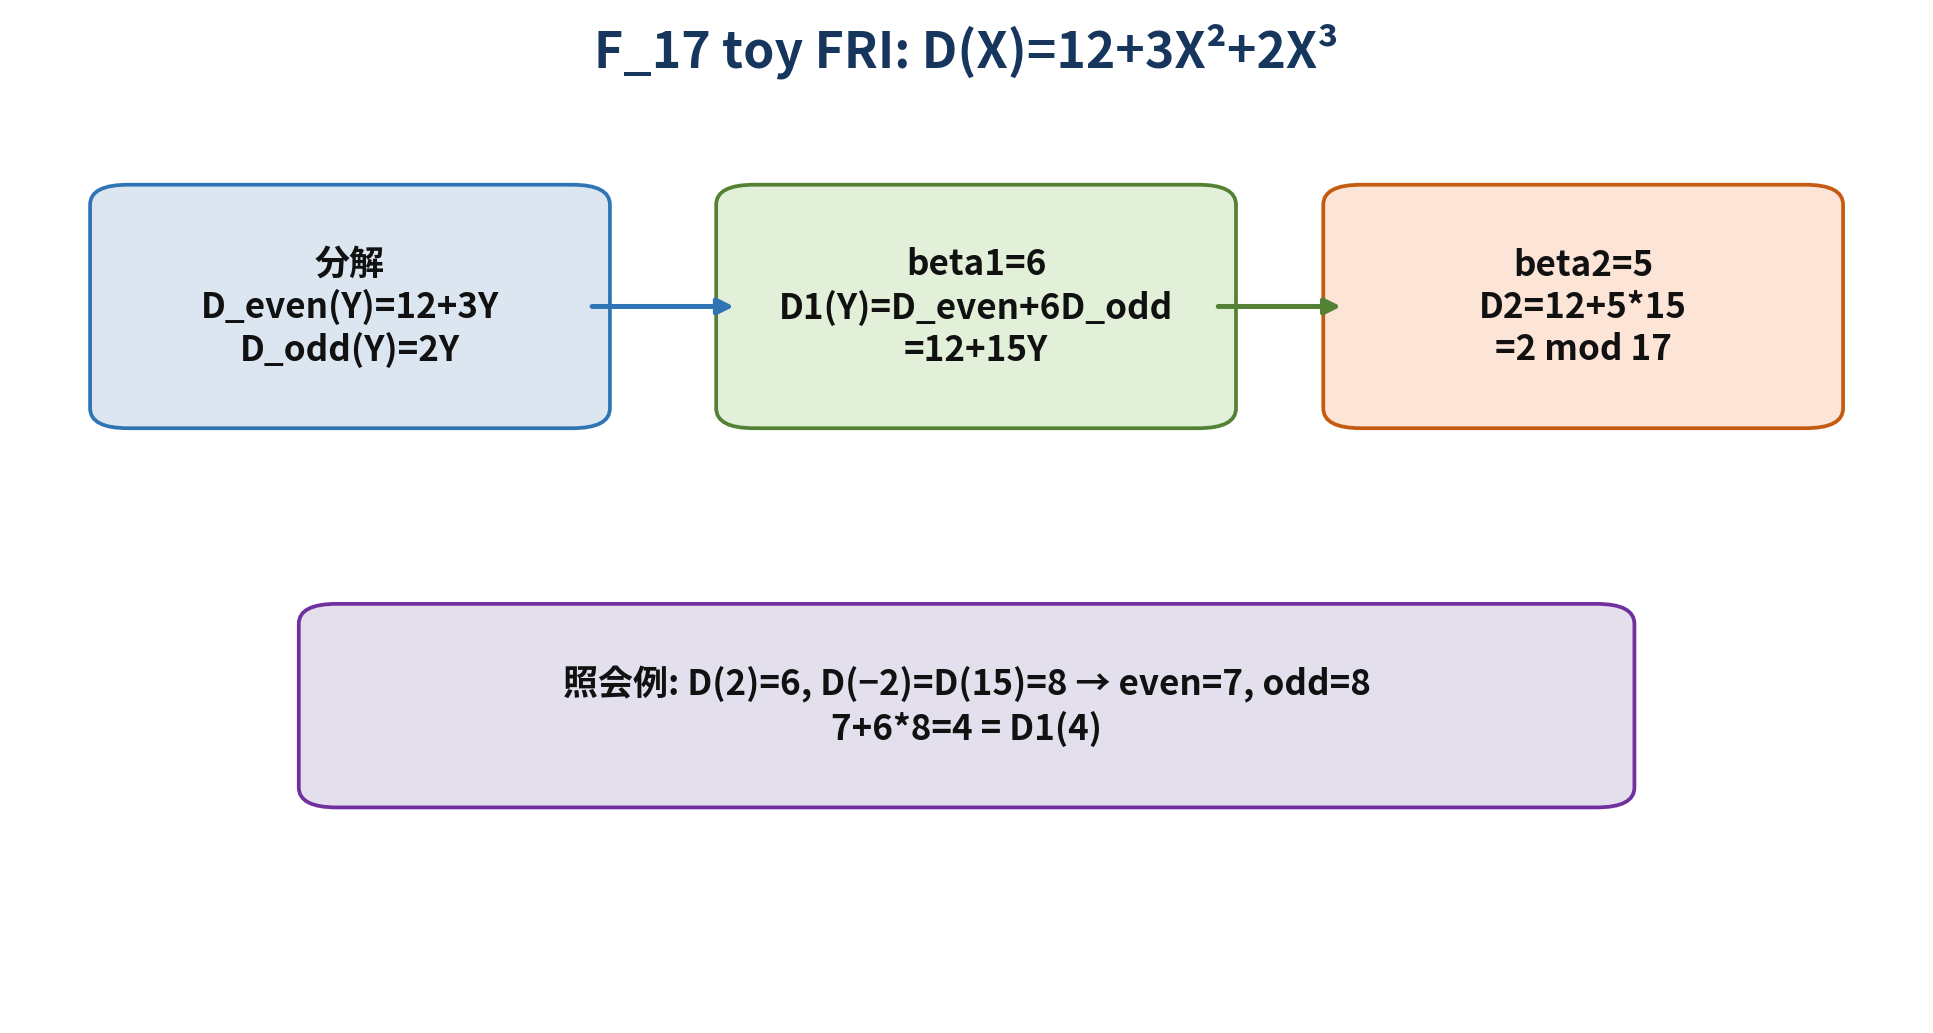 F_17 toy FRI: D(X)=12+3X²+2X³
分解
D_even(Y)=12+3Y
D_odd(Y)=2Y
beta1=6
D1(Y)=D_even+6D_odd
=12+15Y
beta2=5
D2=12+5*15
=2 mod 17
照会例: D(2)=6, D(−2)=D(15)=8 → even=7, odd=8
7+6*8=4 = D1(4)